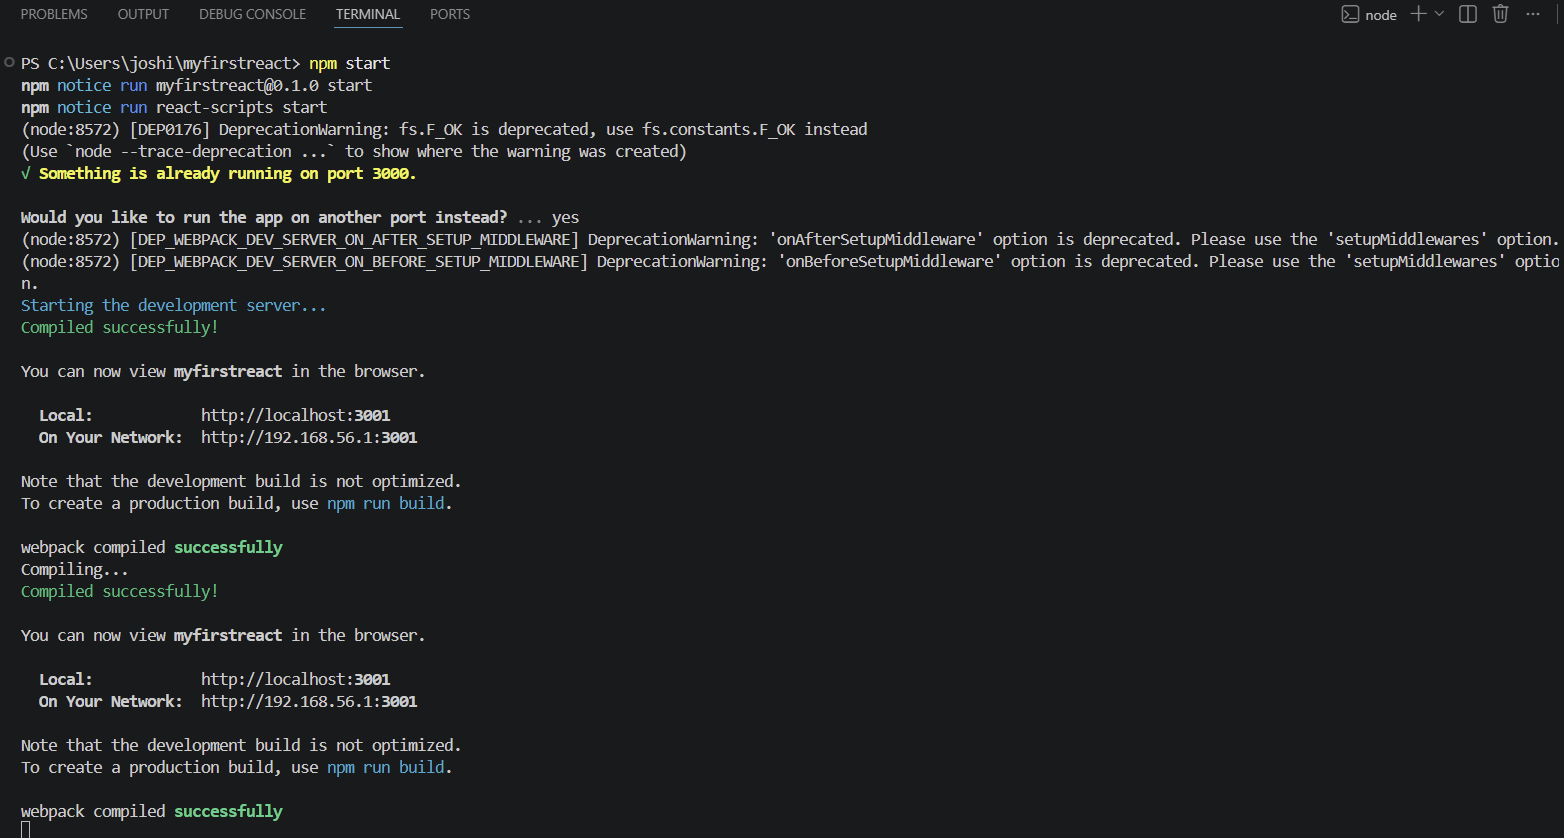 PROBLEMS OUTPUT DEBUG CONSOLE TERMINAL PORTS node
PS C:\Users\joshi\myfirstreact> npm start
npm notice run myfirstreact@0.1.0 start
npm notice run react-scripts start
(node:8572) [DEP0176] DeprecationWarning: fs.F_OK is deprecated, use fs.constants.F_OK instead
(Use `node --trace-deprecation ...` to show where the warning was created)
√ Something is already running on port 3000.
Would you like to run the app on another port instead? ... yes
(node:8572) [DEP_WEBPACK_DEV_SERVER_ON_AFTER_SETUP_MIDDLEWARE] DeprecationWarning: 'onAfterSetupMiddleware' option is deprecated. Please use the 'setupMiddlewares' option.
(node:8572) [DEP_WEBPACK_DEV_SERVER_ON_BEFORE_SETUP_MIDDLEWARE] DeprecationWarning: 'onBeforeSetupMiddleware' option is deprecated. Please use the 'setupMiddlewares' optio
n.
Starting the development server...
Compiled successfully!
You can now view myfirstreact in the browser.
Local: http://localhost:3001
On Your Network: http://192.168.56.1:3001
Note that the development build is not optimized.
To create a production build, use npm run build.
webpack compiled successfully
Compiling...
Compiled successfully!
You can now view myfirstreact in the browser.
Local: http://localhost:3001
On Your Network: http://192.168.56.1:3001
Note that the development build is not optimized.
To create a production build, use npm run build.
webpack compiled successfully